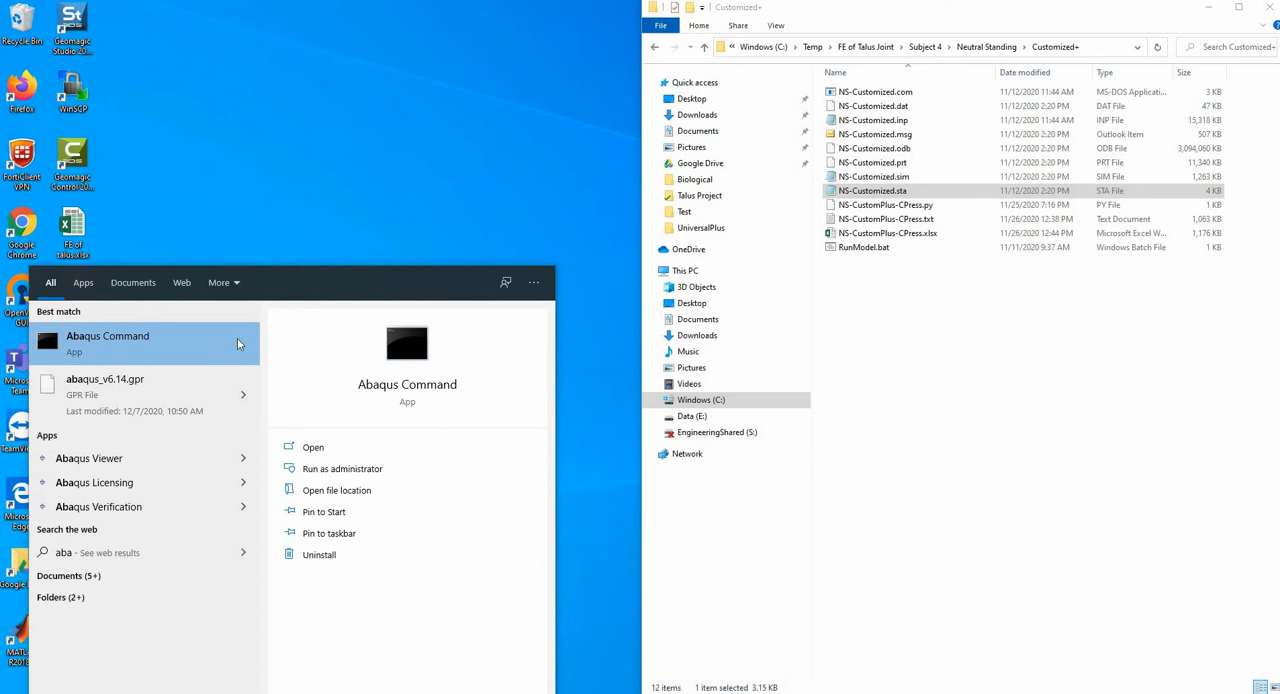 Recycle Bin
Geomagic
Studio 20...
Firefox
WinSCP
FortiClient
VPN
Geomagic
Control 20...
Google
Chrome
FE of
talus.xlsx
OpenV
GUI
Micros
Team
TeamV
Micros
Edg
Google
MATL
R2018
All
Apps
Documents
Web
More
Best match
Abaqus Command
App
abaqus_v6.14.gpr
GPR File
Last modified: 12/7/2020, 10:50 AM
Apps
Abaqus Viewer
Abaqus Licensing
Abaqus Verification
Search the web
aba - See web results
Documents (5+)
Folders (2+)
Abaqus Command
App
Open
Run as administrator
Open file location
Pin to Start
Pin to taskbar
Uninstall
Customized+
File Home Share View
« Windows (C:) Temp FE of Talus Joint Subject 4 Neutral Standing Customized+
Search Customized+
Quick access
Desktop
Downloads
Documents
Pictures
Google Drive
Biological
Talus Project
Test
UniversalPlus
OneDrive
This PC
3D Objects
Desktop
Documents
Downloads
Music
Pictures
Videos
Windows (C:)
Data (E:)
EngineeringShared (S:)
Network
Name Date modified Type Size
NS-Customized.com 11/12/2020 11:44 AM MS-DOS Applicati... 3 KB
NS-Customized.dat 11/12/2020 2:20 PM DAT File 47 KB
NS-Customized.inp 11/12/2020 11:44 AM INP File 15,318 KB
NS-Customized.msg 11/12/2020 2:20 PM Outlook Item 507 KB
NS-Customized.odb 11/12/2020 2:20 PM ODB File 3,094,060 KB
NS-Customized.prt 11/12/2020 2:20 PM PRT File 11,340 KB
NS-Customized.sim 11/12/2020 2:20 PM SIM File 1,263 KB
NS-Customized.sta 11/12/2020 2:20 PM STA File 4 KB
NS-CustomPlus-CPress.py 11/25/2020 7:16 PM PY File 1 KB
NS-CustomPlus-CPress.txt 11/26/2020 12:38 PM Text Document 1,063 KB
NS-CustomPlus-CPress.xlsx 11/26/2020 12:44 PM Microsoft Excel W... 1,176 KB
RunModel.bat 11/11/2020 9:37 AM Windows Batch File 1 KB
12 items 1 item selected 3.15 KB